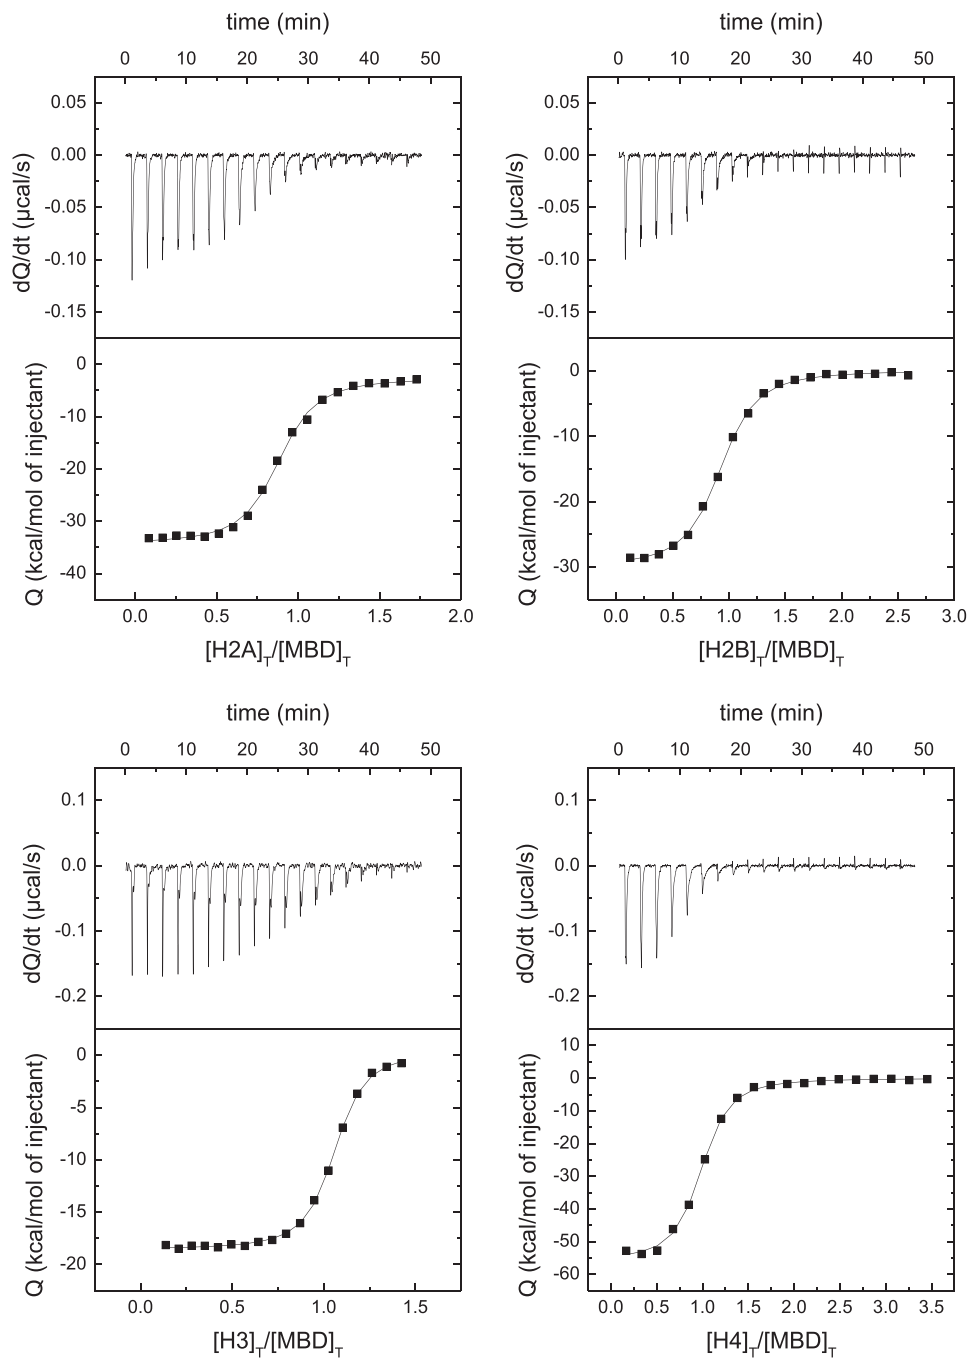 time (min) time (min)
0 10 20 30 40 50 0 10 20 30 40 50
dQ/dt (µcal/s) 0.05 0.00 -0.05 -0.10 -0.15
dQ/dt (µcal/s) 0.05 0.00 -0.05 -0.10 -0.15
Q (kcal/mol of injectant) 0 -10 -20 -30 -40
Q (kcal/mol of injectant) 0 -10 -20 -30
0.0 0.5 1.0 1.5 2.0 0.0 0.5 1.0 1.5 2.0 2.5 3.0
[H2A]T/[MBD]T [H2B]T/[MBD]T
time (min) time (min)
0 10 20 30 40 50 0 10 20 30 40 50
dQ/dt (µcal/s) 0.1 0.0 -0.1 -0.2
dQ/dt (µcal/s) 0.1 0.0 -0.1 -0.2
Q (kcal/mol of injectant) 0 -5 -10 -15 -20
Q (kcal/mol of injectant) 10 0 -10 -20 -30 -40 -50 -60
0.0 0.5 1.0 1.5 0.0 0.5 1.0 1.5 2.0 2.5 3.0 3.5
[H3]T/[MBD]T [H4]T/[MBD]T